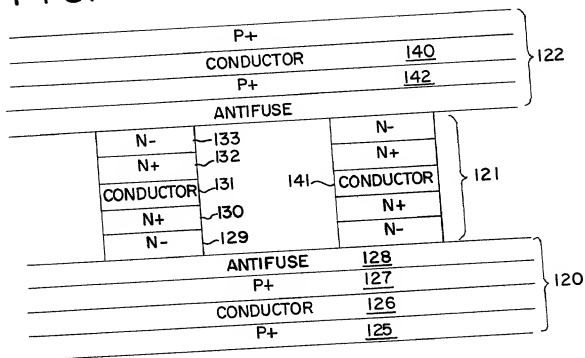 P+
CONDUCTOR 140
P+ 142
122
ANTIFUSE
N- 133 N-
N+ 132 N+
CONDUCTOR 131 141 CONDUCTOR 121
N+ 130 N+
N- 129 N-
ANTIFUSE 128
P+ 127
120
CONDUCTOR 126
P+ 125